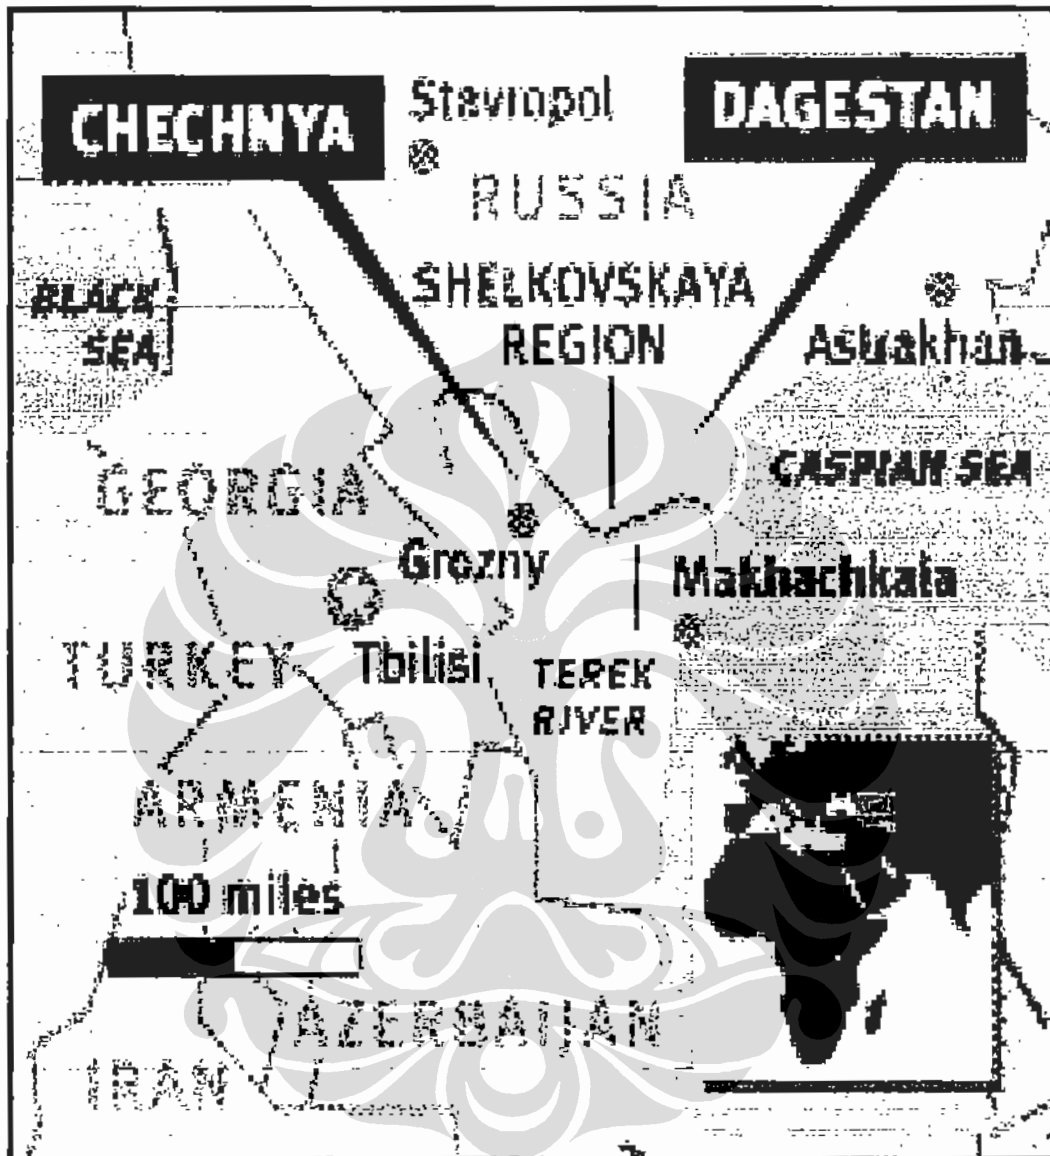 CHECHNYA
Stavropol
DAGESTAN
RUSSIA
SHELKOVSKAYA
REGION
BLACK
SEA
Astrakhan
CASPIAN SEA
GEORGIA
Grozny
Makhachkala
TURKEY
Tbilisi
TEREK
RIVER
ARMENIA
100 miles
AZERBAIJAN
IRAN